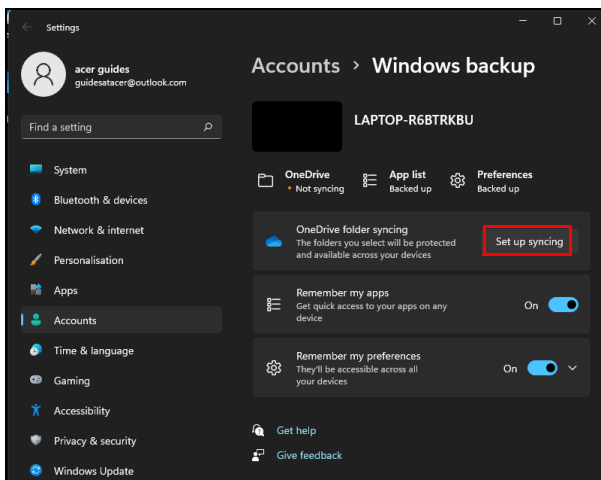 Settings
acer guides
guidesatacer@outlook.com
Find a setting
System
Bluetooth & devices
Network & internet
Personalisation
Apps
Accounts
Time & language
Gaming
Accessibility
Privacy & security
Windows Update
Accounts > Windows backup
LAPTOP-R6BTRKBU
OneDrive
• Not syncing
App list
Backed up
Preferences
Backed up
OneDrive folder syncing
The folders you select will be protected
and available across your devices
Set up syncing
Remember my apps
Get quick access to your apps on any
device
On
Remember my preferences
They'll be accessible across all
your devices
On
Get help
Give feedback